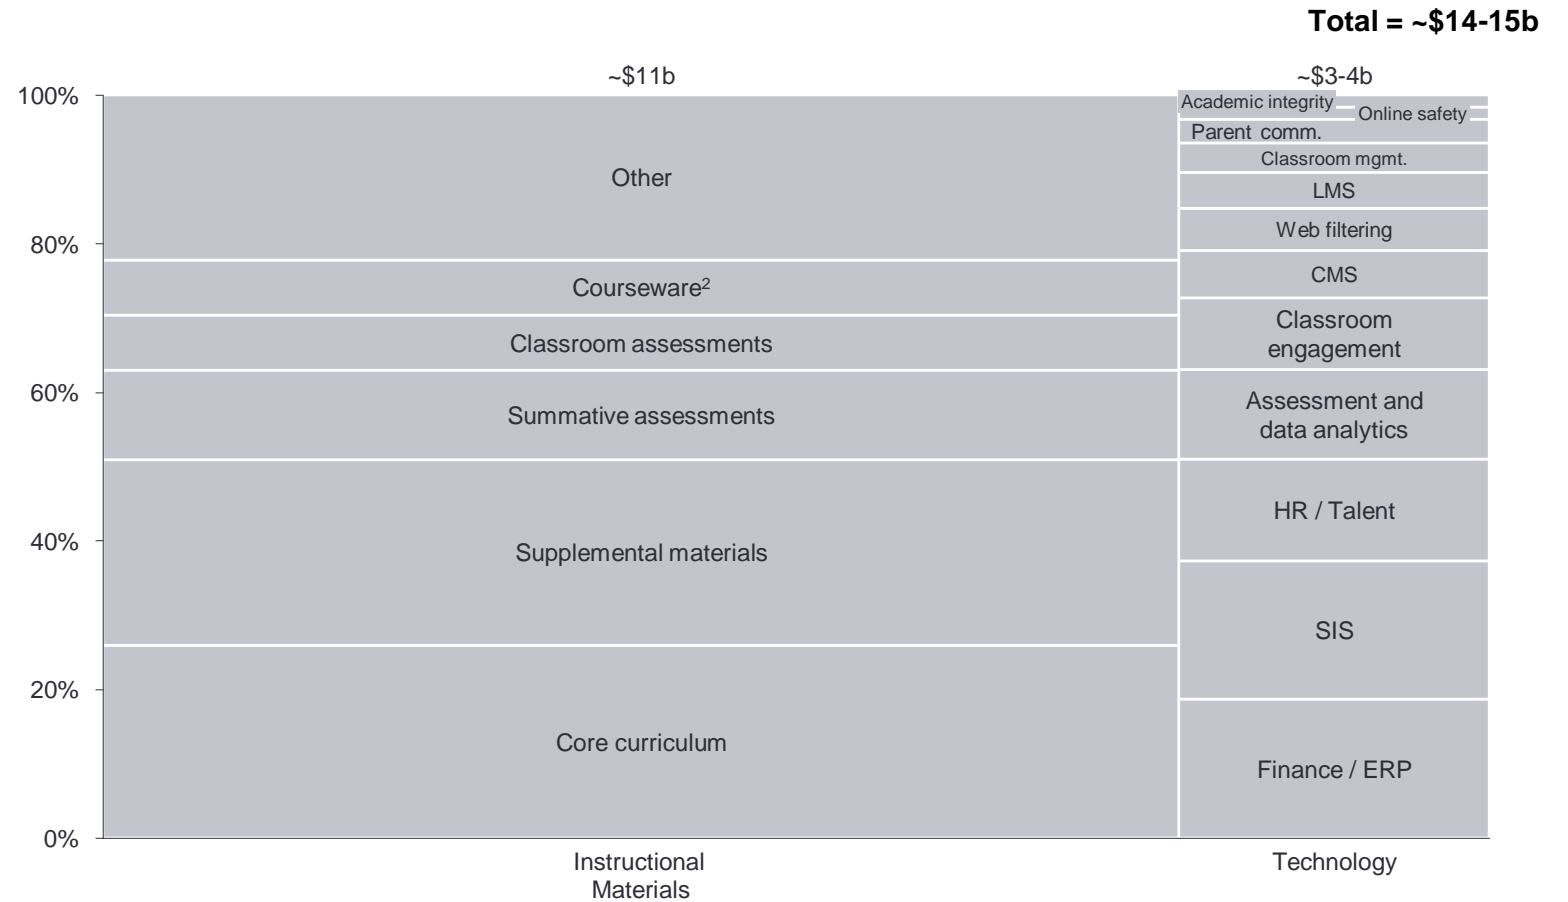 Total = ~$14-15b
~$11b
~$3-4b
100%
80%
60%
40%
20%
0%
Other
Courseware²
Classroom assessments
Summative assessments
Supplemental materials
Core curriculum
Academic integrity
Online safety
Parent comm.
Classroom mgmt.
LMS
Web filtering
CMS
Classroom
engagement
Assessment and
data analytics
HR / Talent
SIS
Finance / ERP
Instructional
Materials
Technology